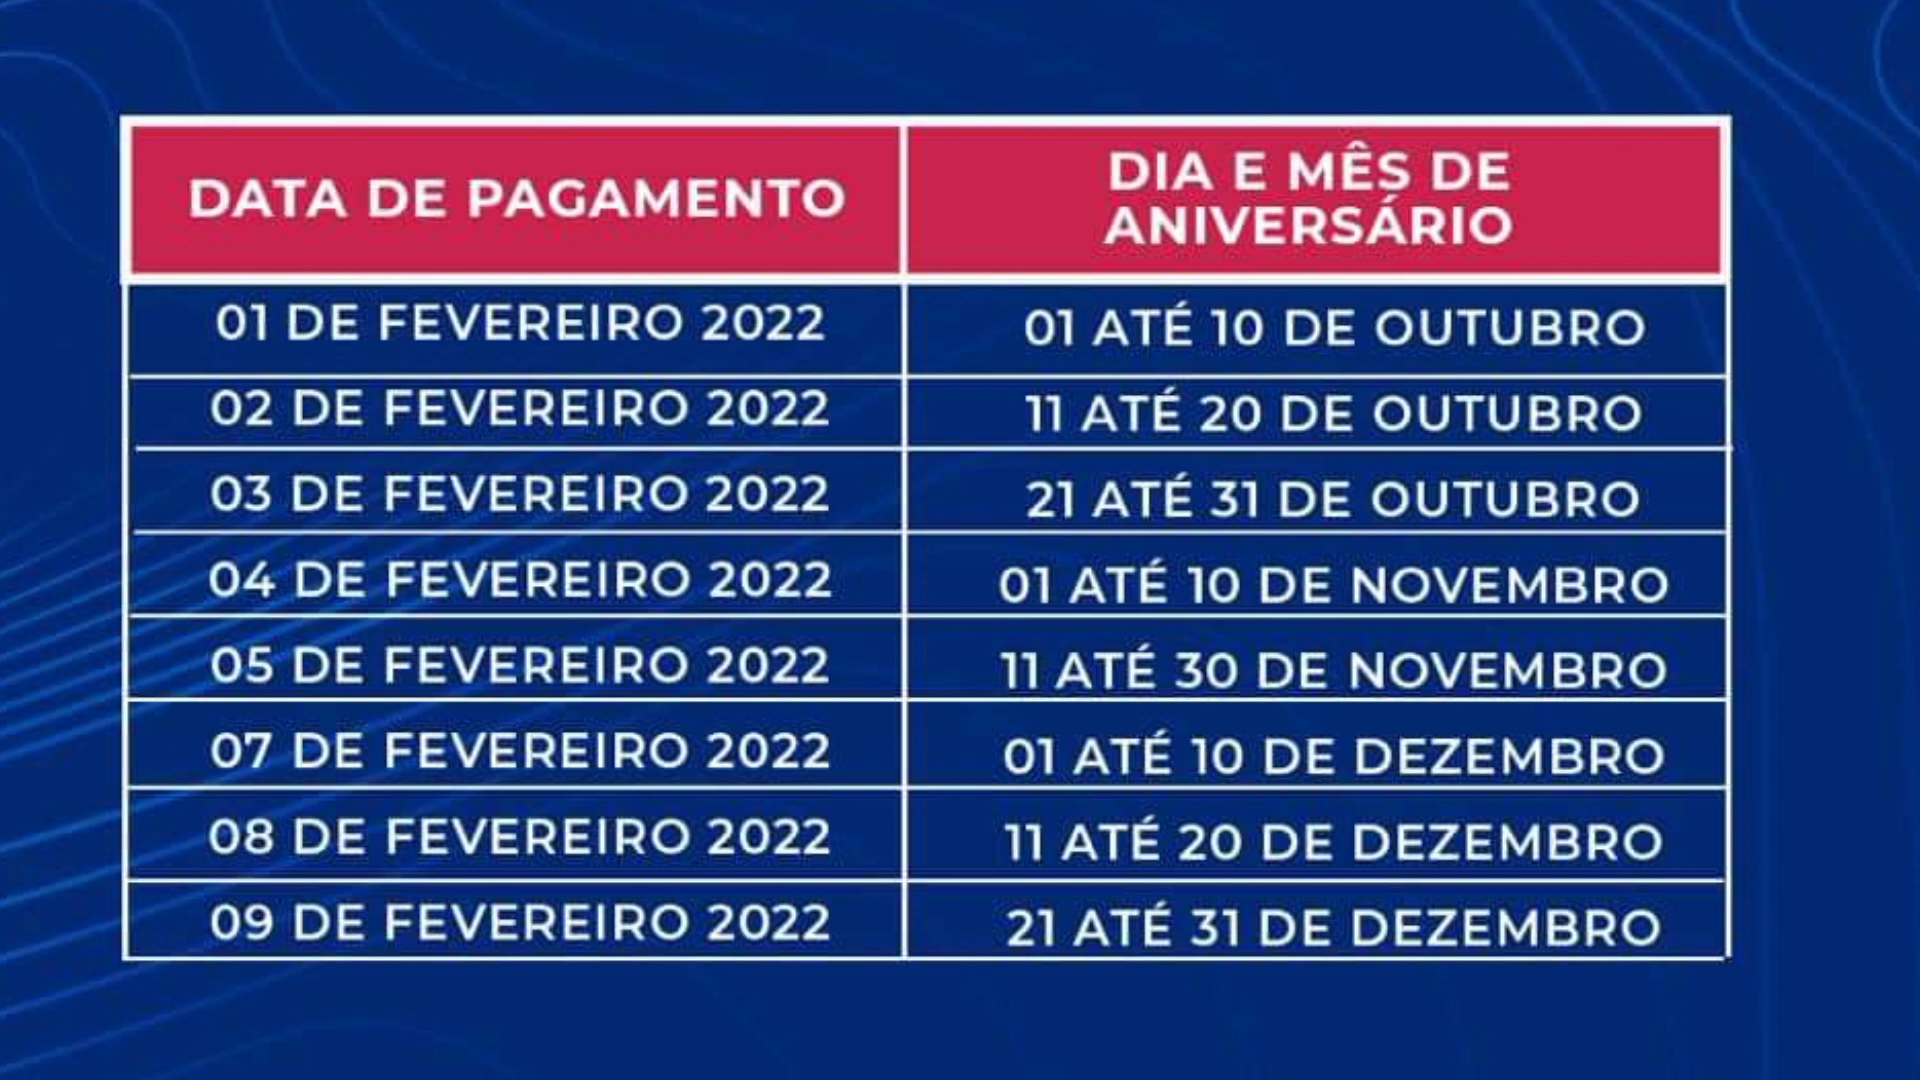 DATA DE PAGAMENTO
DIA E MÊS DE
ANIVERSÁRIO
01 DE FEVEREIRO 2022
01 ATÉ 10 DE OUTUBRO
02 DE FEVEREIRO 2022
11 ATÉ 20 DE OUTUBRO
03 DE FEVEREIRO 2022
21 ATÉ 31 DE OUTUBRO
04 DE FEVEREIRO 2022
01 ATÉ 10 DE NOVEMBRO
05 DE FEVEREIRO 2022
11 ATÉ 30 DE NOVEMBRO
07 DE FEVEREIRO 2022
01 ATÉ 10 DE DEZEMBRO
08 DE FEVEREIRO 2022
11 ATÉ 20 DE DEZEMBRO
09 DE FEVEREIRO 2022
21 ATÉ 31 DE DEZEMBRO